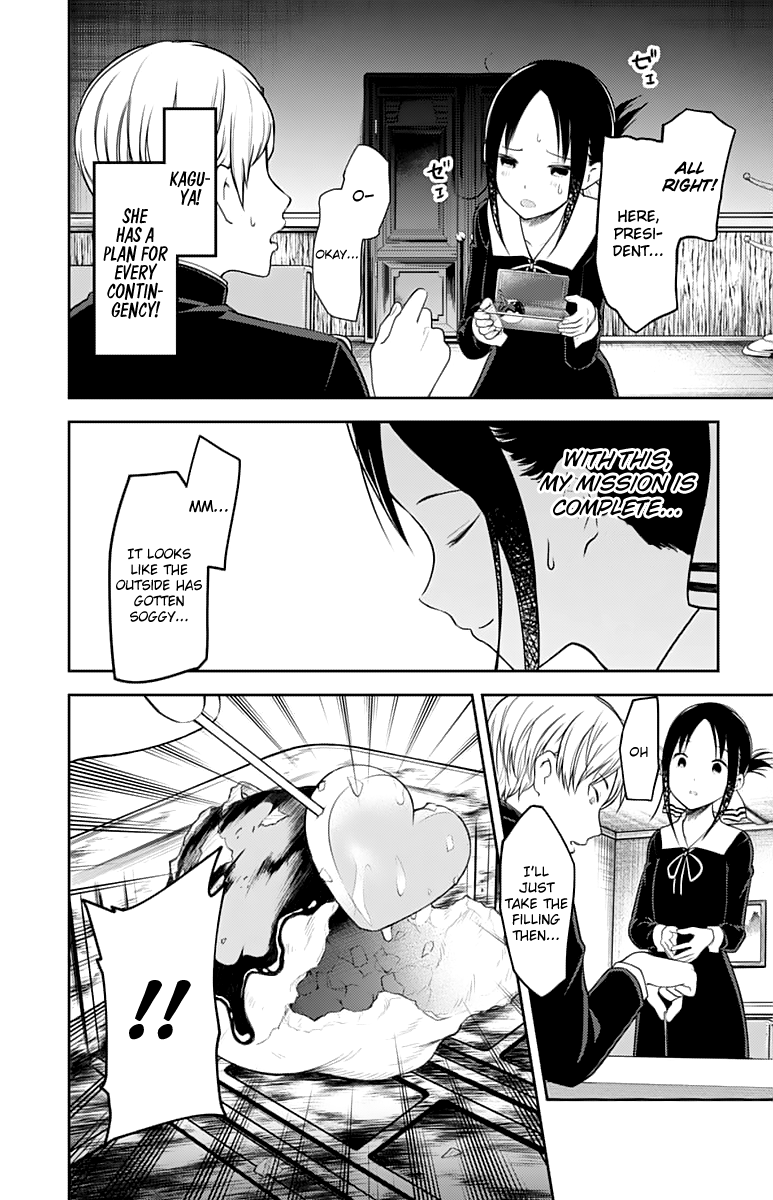 ゼェ
ALL
RIGHT!
HERE,
PRESI-
DENT...
ゼェ
O-
OKAY...
KAGU-
YA!
SHE
HAS A
PLAN FOR
EVERY
CONTIN-
GENCY!
WITH THIS,
MY MISSION IS
COMPLETE...
MM...
IT LOOKS
LIKE THE
OUTSIDE HAS
GOTTEN
SOGGY...
OH
I'LL
JUST
TAKE THE
FILLING
THEN...
!!